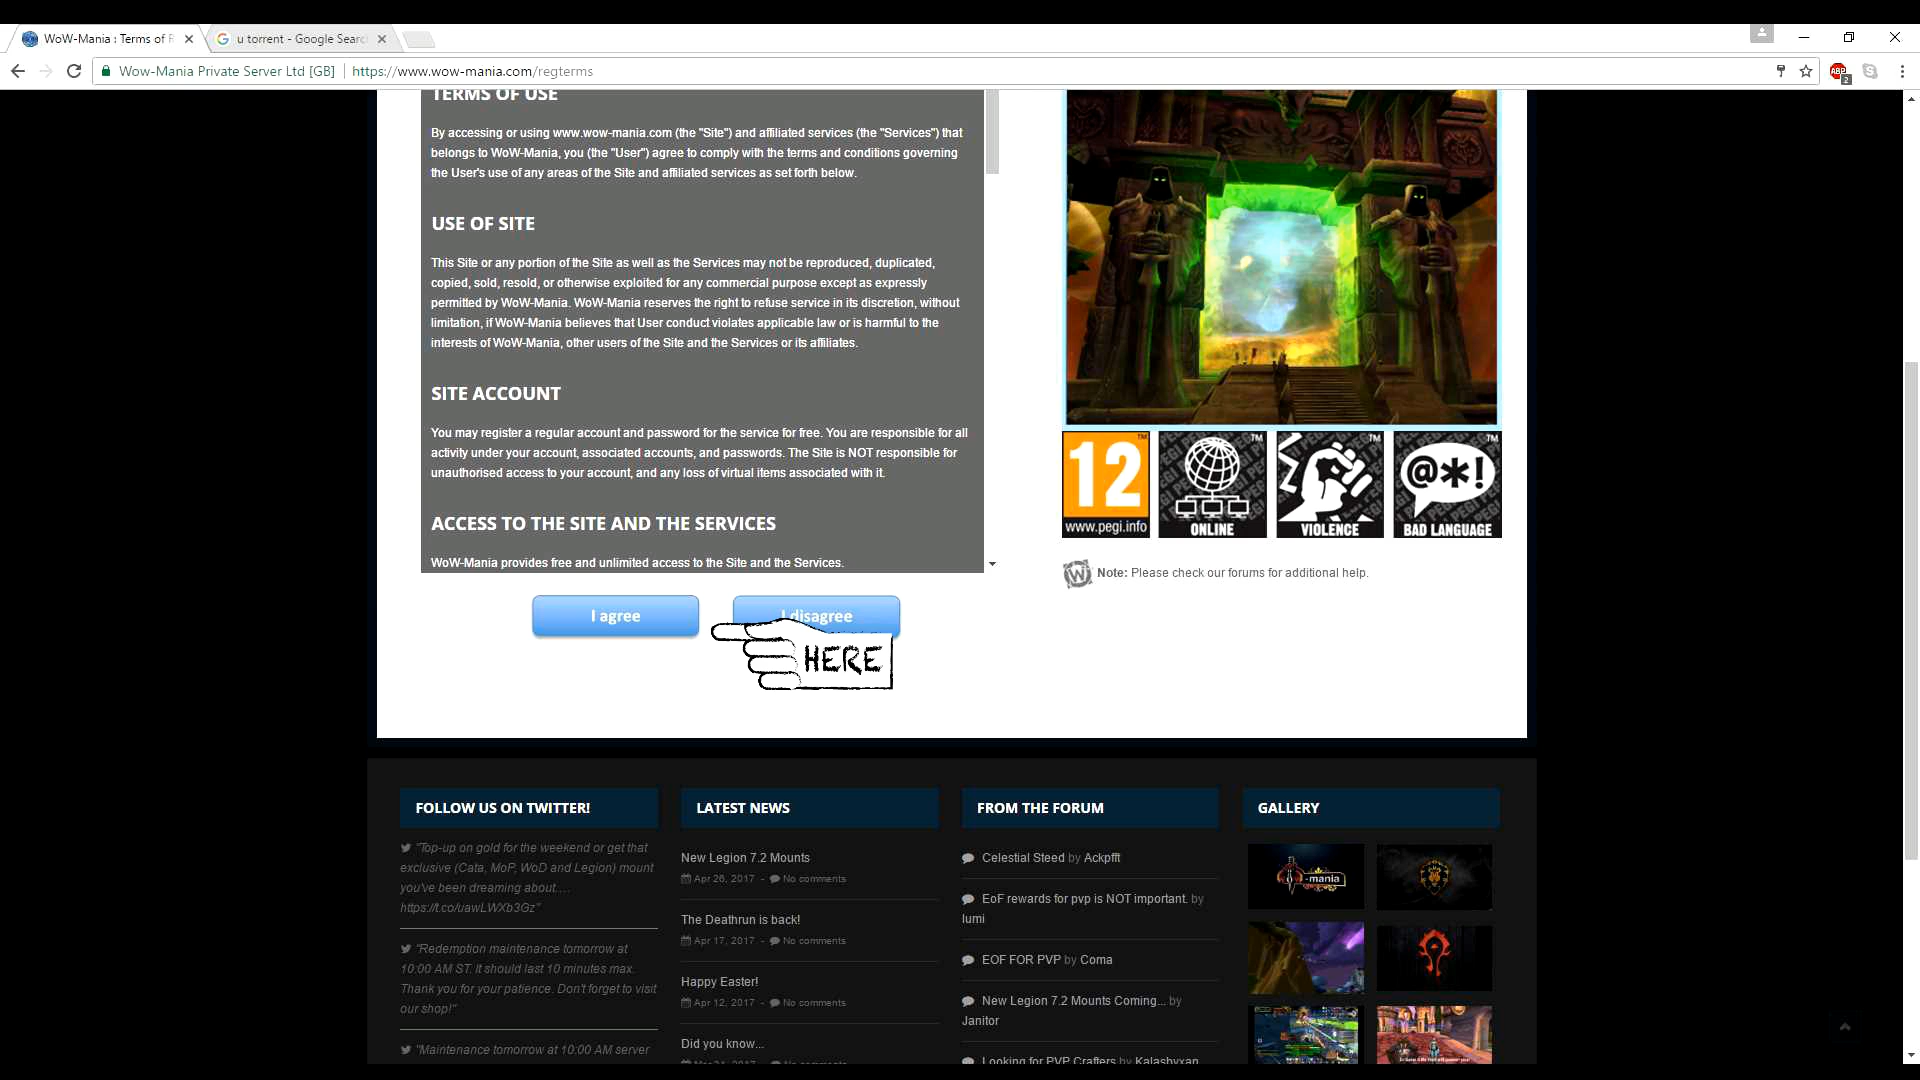 WoW-Mania : Terms of R
u torrent - Google Search
Wow-Mania Private Server Ltd [GB]
https://www.wow-mania.com/regterms
ABP
2
TERMS OF USE
By accessing or using www.wow-mania.com (the "Site") and affiliated services (the "Services") that
belongs to WoW-Mania, you (the "User") agree to comply with the terms and conditions governing
the User's use of any areas of the Site and affiliated services as set forth below.
USE OF SITE
This Site or any portion of the Site as well as the Services may not be reproduced, duplicated,
copied, sold, resold, or otherwise exploited for any commercial purpose except as expressly
permitted by WoW-Mania. WoW-Mania reserves the right to refuse service in its discretion, without
limitation, if WoW-Mania believes that User conduct violates applicable law or is harmful to the
interests of WoW-Mania, other users of the Site and the Services or its affiliates.
SITE ACCOUNT
You may register a regular account and password for the service for free. You are responsible for all
activity under your account, associated accounts, and passwords. The Site is NOT responsible for
unauthorised access to your account, and any loss of virtual items associated with it.
ACCESS TO THE SITE AND THE SERVICES
WoW-Mania provides free and unlimited access to the Site and the Services.
12
www.pegi.info
ONLINE
VIOLENCE
@*!
BAD LANGUAGE
Note: Please check our forums for additional help.
I agree
I disagree
HERE
FOLLOW US ON TWITTER!
"Top-up on gold for the weekend or get that
exclusive (Cata, MoP, WoD and Legion) mount
you've been dreaming about....
https://t.co/uawLWXb3Gz"
"Redemption maintenance tomorrow at
10:00 AM ST. It should last 10 minutes max.
Thank you for your patience. Don't forget to visit
our shop!"
"Maintenance tomorrow at 10:00 AM server
LATEST NEWS
New Legion 7.2 Mounts
Apr 26, 2017 - No comments
The Deathrun is back!
Apr 17, 2017 - No comments
Happy Easter!
Apr 12, 2017 - No comments
Did you know...
FROM THE FORUM
Celestial Steed by Ackpfft
EoF rewards for pvp is NOT important. by
lumi
EOF FOR PVP by Coma
New Legion 7.2 Mounts Coming... by
Janitor
Looking for PVP Crafters by Kalashyxan
GALLERY
-mania